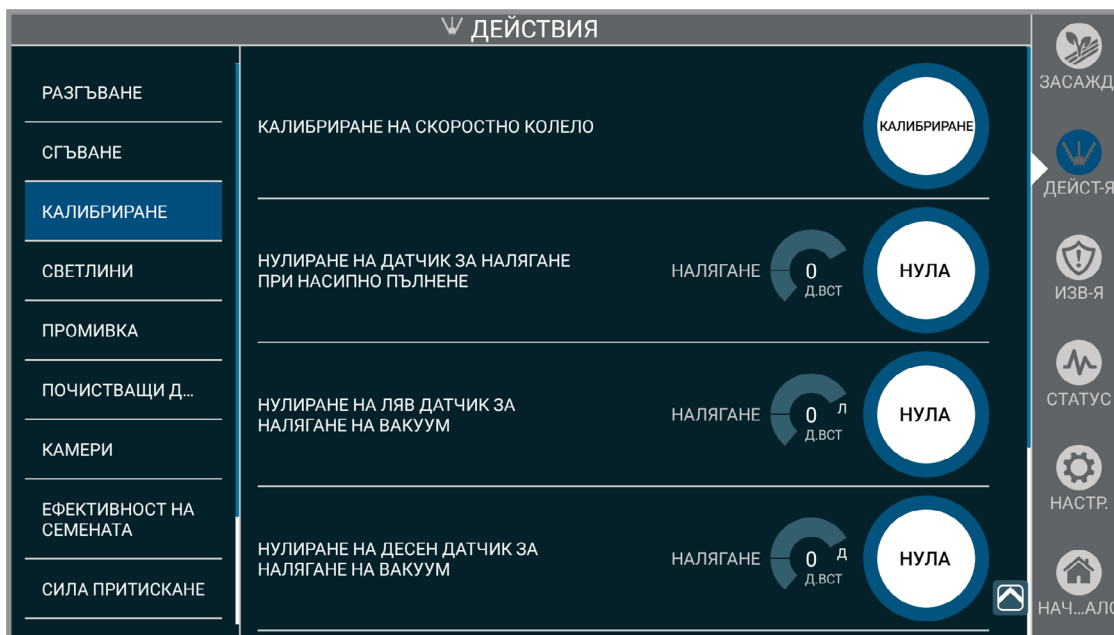 ДЕЙСТВИЯ
РАЗГЪВАНЕ
СГЪВАНЕ
КАЛИБРИРАНЕ
СВЕТЛИНИ
ПРОМИВКА
ПОЧИСТВАЩИ Д...
КАМЕРИ
ЕФЕКТИВНОСТ НА
СЕМЕНАТА
СИЛА ПРИТИСКАНЕ
КАЛИБРИРАНЕ НА СКОРОСТНО КОЛЕЛО
КАЛИБРИРАНЕ
НУЛИРАНЕ НА ДАТЧИК ЗА НАЛЯГАНЕ
ПРИ НАСИПНО ПЪЛНЕНЕ
НАЛЯГАНЕ
0
Д.ВСТ
НУЛА
НУЛИРАНЕ НА ЛЯВ ДАТЧИК ЗА
НАЛЯГАНЕ НА ВАКУУМ
НАЛЯГАНЕ
0 Л
Д.ВСТ
НУЛА
НУЛИРАНЕ НА ДЕСЕН ДАТЧИК ЗА
НАЛЯГАНЕ НА ВАКУУМ
НАЛЯГАНЕ
0 Д
Д.ВСТ
НУЛА
ЗАСАЖД
ДЕЙСТ-Я
ИЗВ-Я
СТАТУС
НАСТР.
НАЧ...АЛО